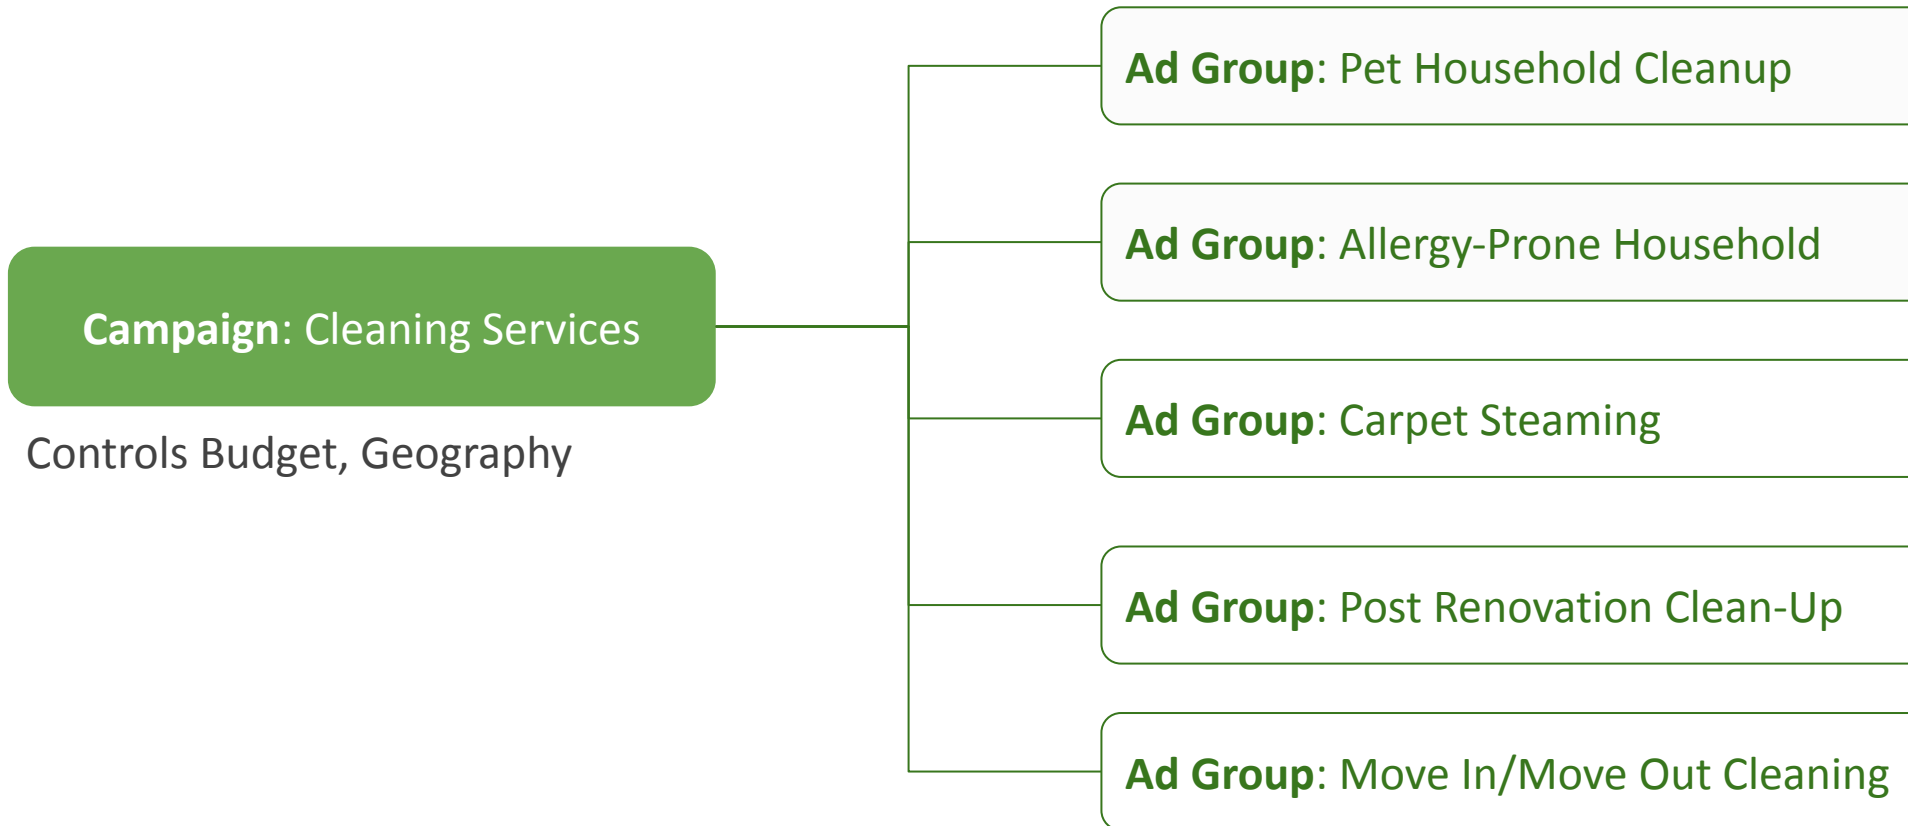 Ad Group: Pet Household Cleanup
Ad Group: Allergy-Prone Household
Campaign: Cleaning Services
Controls Budget, Geography
Ad Group: Carpet Steaming
Ad Group: Post Renovation Clean-Up
Ad Group: Move In/Move Out Cleaning